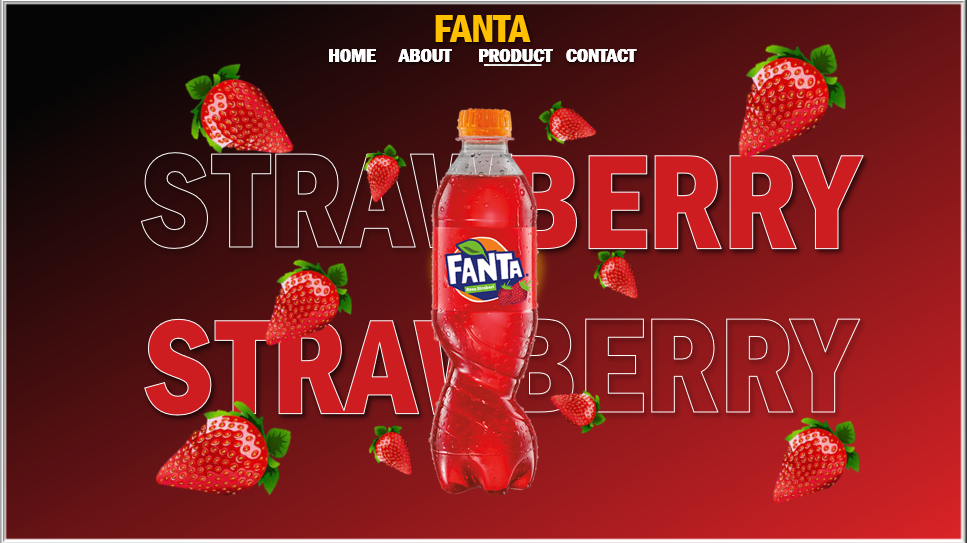 FANTA
HOME ABOUT PRODUCT CONTACT
STRAWBERRY
FANTA
STRAWBERRY